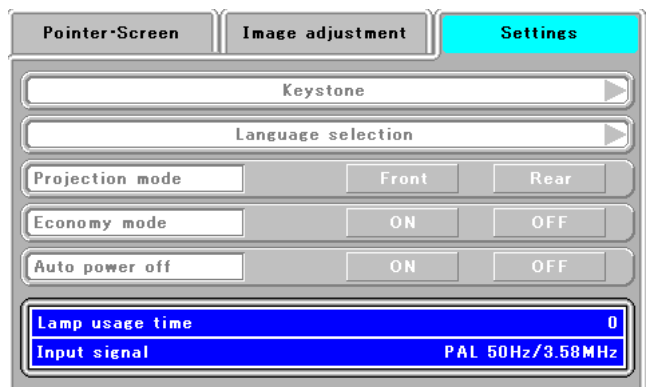 Pointer·Screen Image adjustment Settings
Keystone
Language selection
Projection mode Front Rear
Economy mode ON OFF
Auto power off ON OFF
Lamp usage time 0
Input signal PAL 50Hz/3.58MHz